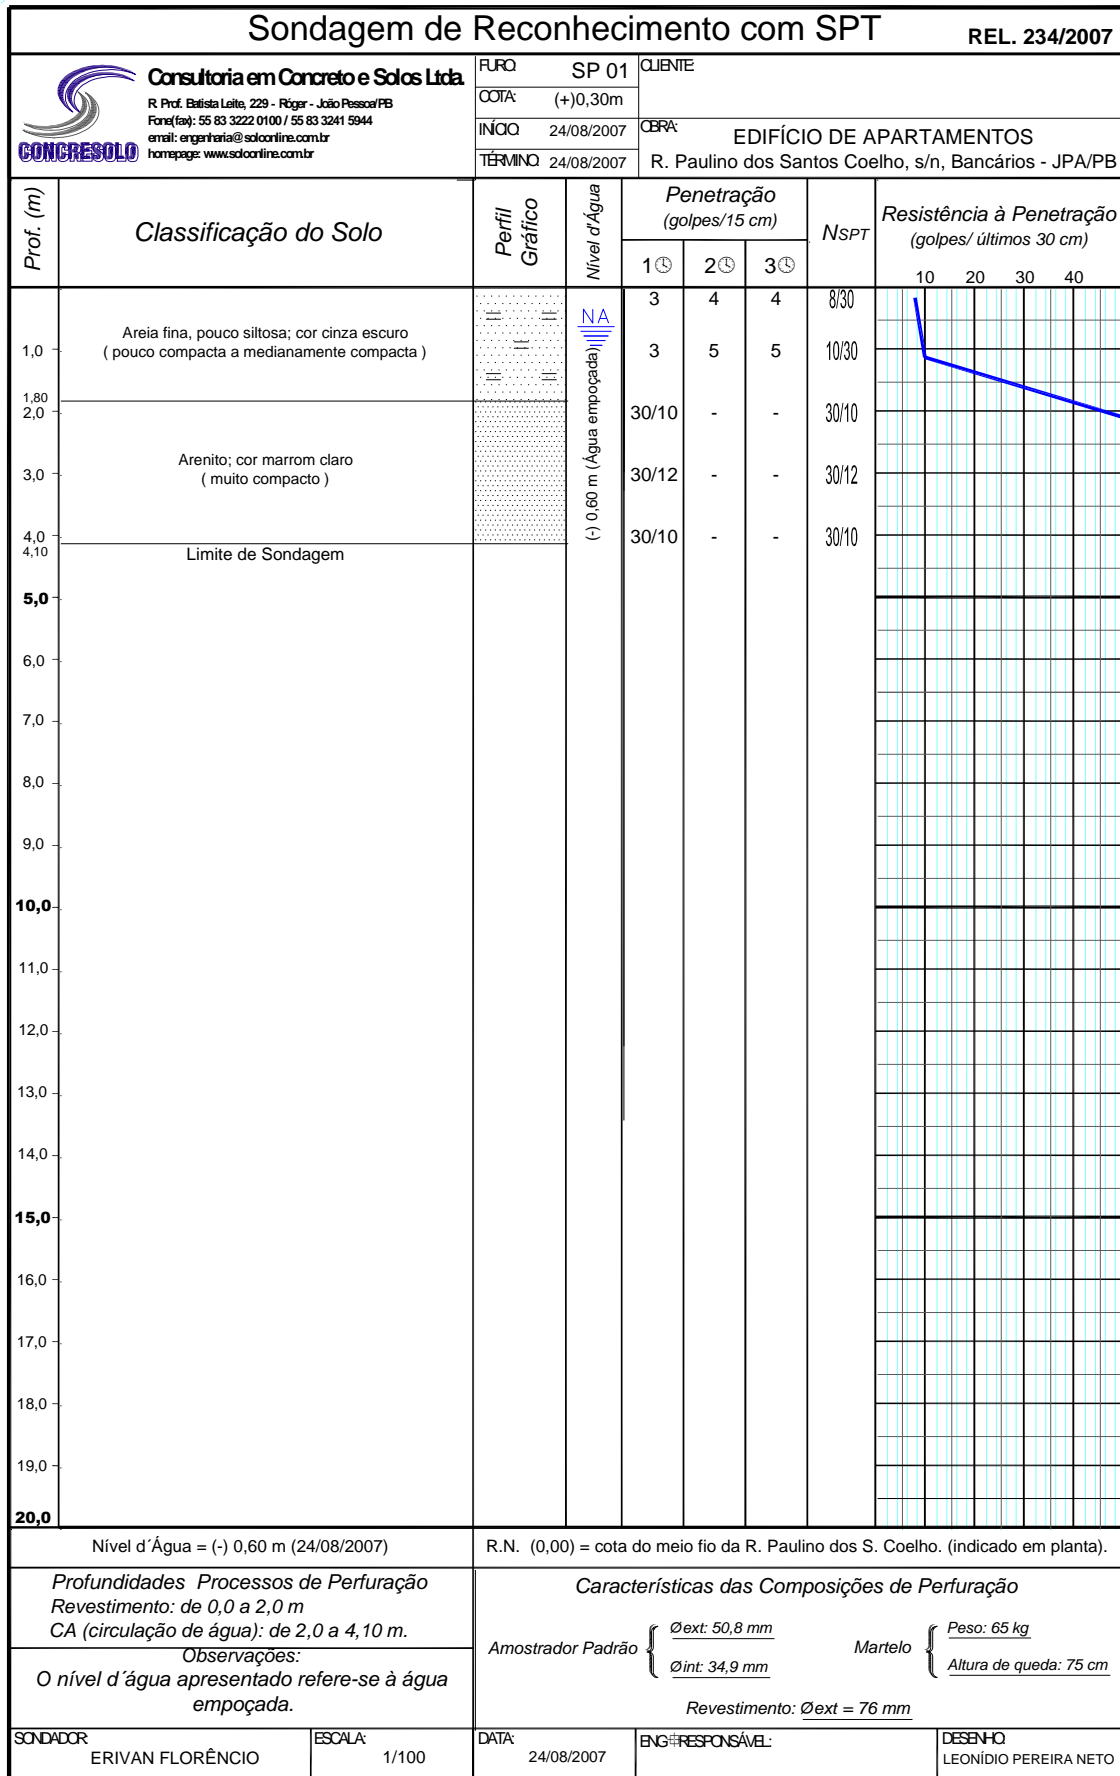 Sondagem de Reconhecimento com SPT
REL. 234/2007
CONCRESOLO
Consultoria em Concreto e Solos Ltda.
R. Prof. Batista Leite, 229 - Róger - João Pessoa/PB
Fone(fax): 55 83 3222 0100 / 55 83 3241 5944
email: engenharia@soloonline.com.br
homepage: www.soloonline.com.br
FURO: SP 01
COTA: (+)0,30m
INÍCIO: 24/08/2007
TÉRMINO: 24/08/2007
CLIENTE:
OBRA: EDIFÍCIO DE APARTAMENTOS
R. Paulino dos Santos Coelho, s/n, Bancários - JPA/PB
Prof. (m)
Classificação do Solo
Perfil Gráfico
Nível d'Água
Penetração
(golpes/15 cm)
1 2 3
NSPT
Resistência à Penetração
(golpes/ últimos 30 cm)
10 20 30 40
3 4 4 8/30
NA
Areia fina, pouco siltosa; cor cinza escuro
( pouco compacta a medianamente compacta )
1,0
3 5 5 10/30
(-) 0,60 m (Água empoçada)
1,80
2,0
30/10 - - 30/10
Arenito; cor marrom claro
( muito compacto )
3,0
30/12 - - 30/12
4,0
30/10 - - 30/10
4,10
Limite de Sondagem
5,0
6,0
7,0
8,0
9,0
10,0
11,0
12,0
13,0
14,0
15,0
16,0
17,0
18,0
19,0
20,0
Nível d´Água = (-) 0,60 m (24/08/2007)
R.N. (0,00) = cota do meio fio da R. Paulino dos S. Coelho. (indicado em planta).
Profundidades Processos de Perfuração
Revestimento: de 0,0 a 2,0 m
CA (circulação de água): de 2,0 a 4,10 m.
Observações:
O nível d´água apresentado refere-se à água
empoçada.
Características das Composições de Perfuração
Amostrador Padrão
Øext: 50,8 mm
Øint: 34,9 mm
Martelo
Peso: 65 kg
Altura de queda: 75 cm
Revestimento: Øext = 76 mm
SONDADOR:
ERIVAN FLORÊNCIO
ESCALA:
1/100
DATA:
24/08/2007
ENG‡RESPONSÁVEL:
DESENHO:
LEONÍDIO PEREIRA NETO